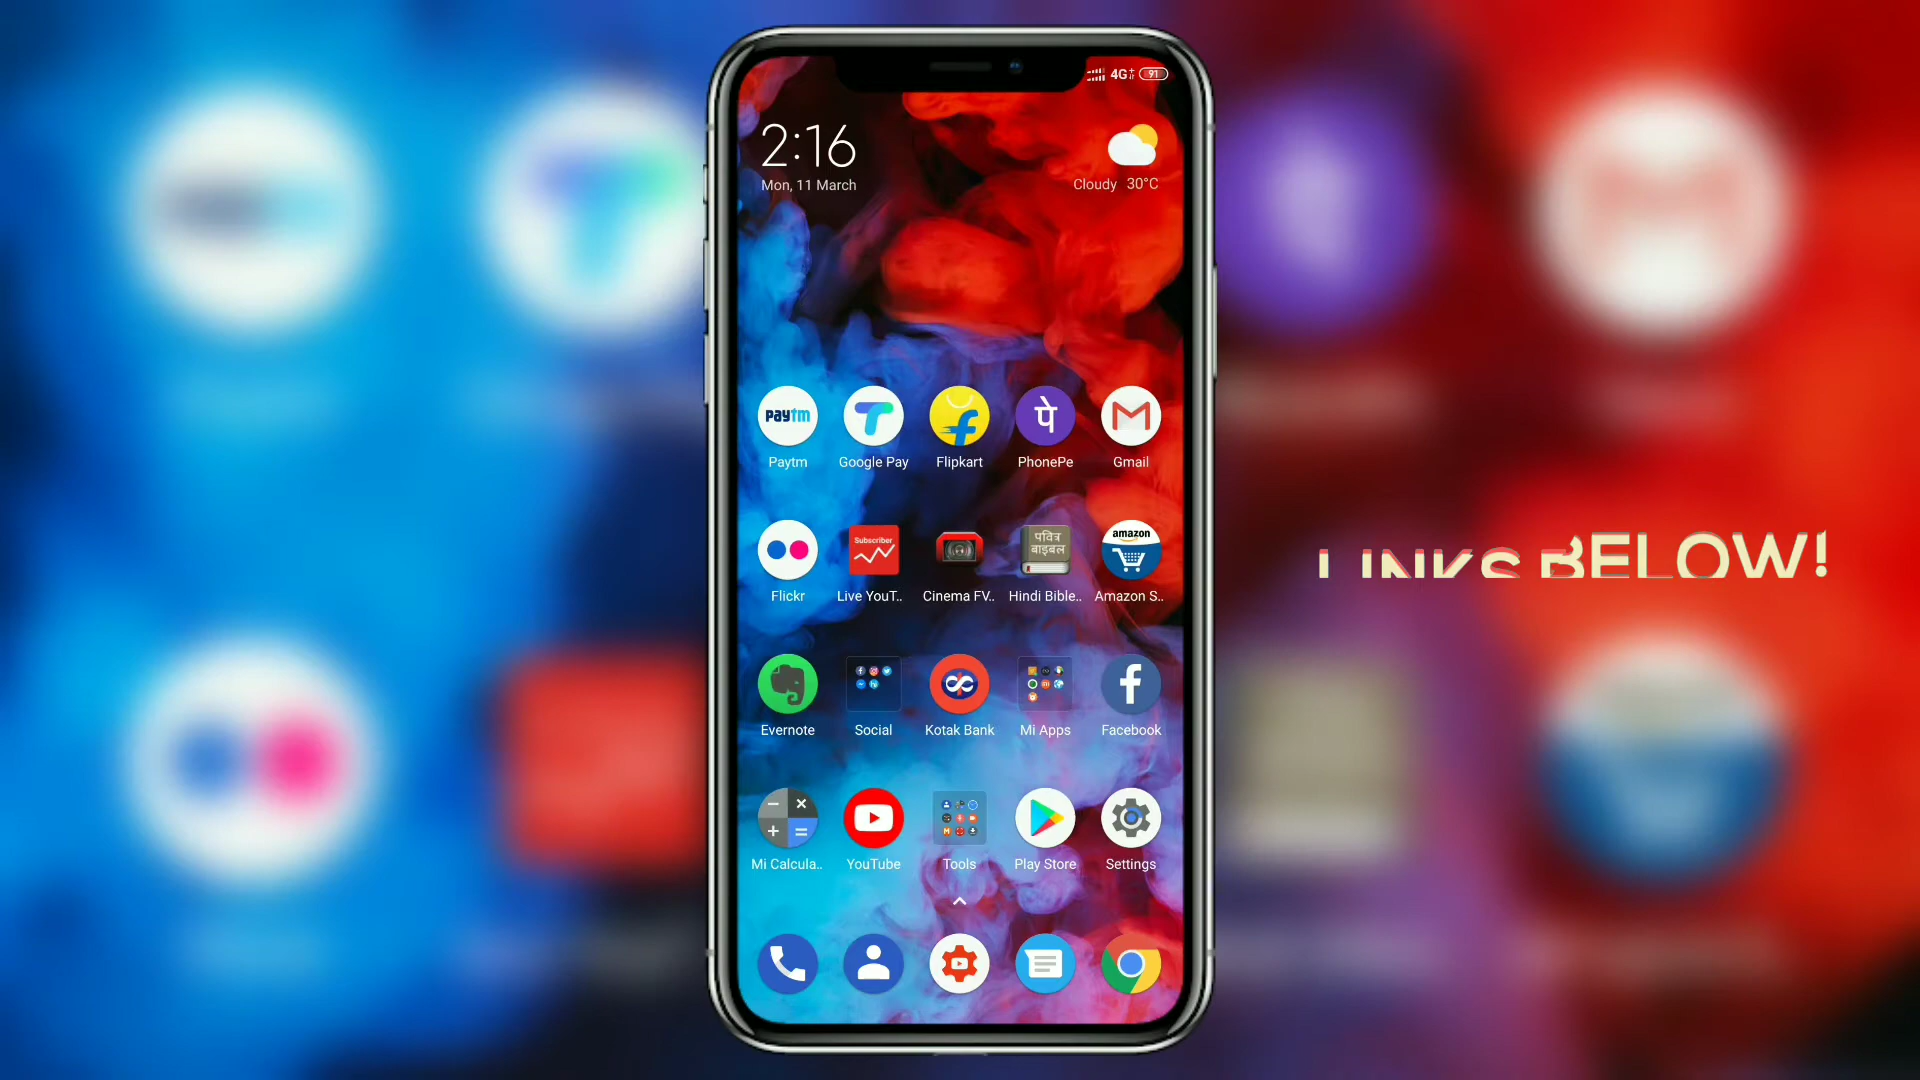 4G+ 91
2:16
Mon, 11 March
Cloudy 30°C
Paytm
पे
Paytm Google Pay Flipkart PhonePe Gmail
Subscriber
पवित्र
बाइबल
amazon
Flickr Live YouT.. Cinema FV.. Hindi Bible.. Amazon S..
Evernote Social Kotak Bank Mi Apps Facebook
Mi Calcula.. YouTube Tools Play Store Settings
LINKS BELOW!